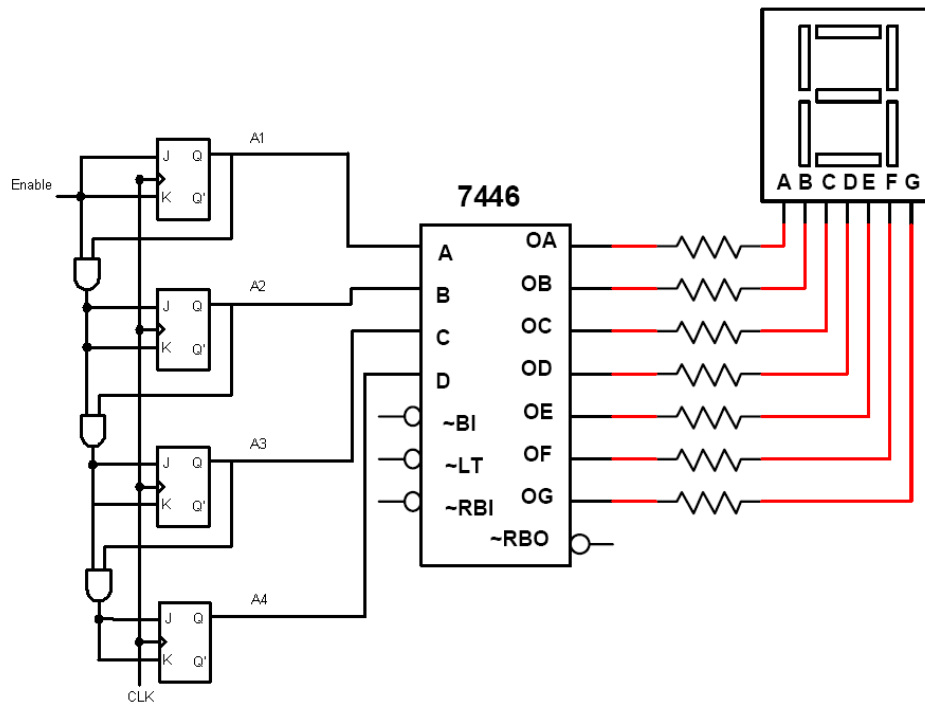 A B C D E F G
7446
Enable
J Q
K Q'
A1
J Q
K Q'
A2
J Q
K Q'
A3
J Q
K Q'
A4
CLK
A OA
B OB
C OC
D OD
~BI OE
~LT OF
~RBI OG
~RBO